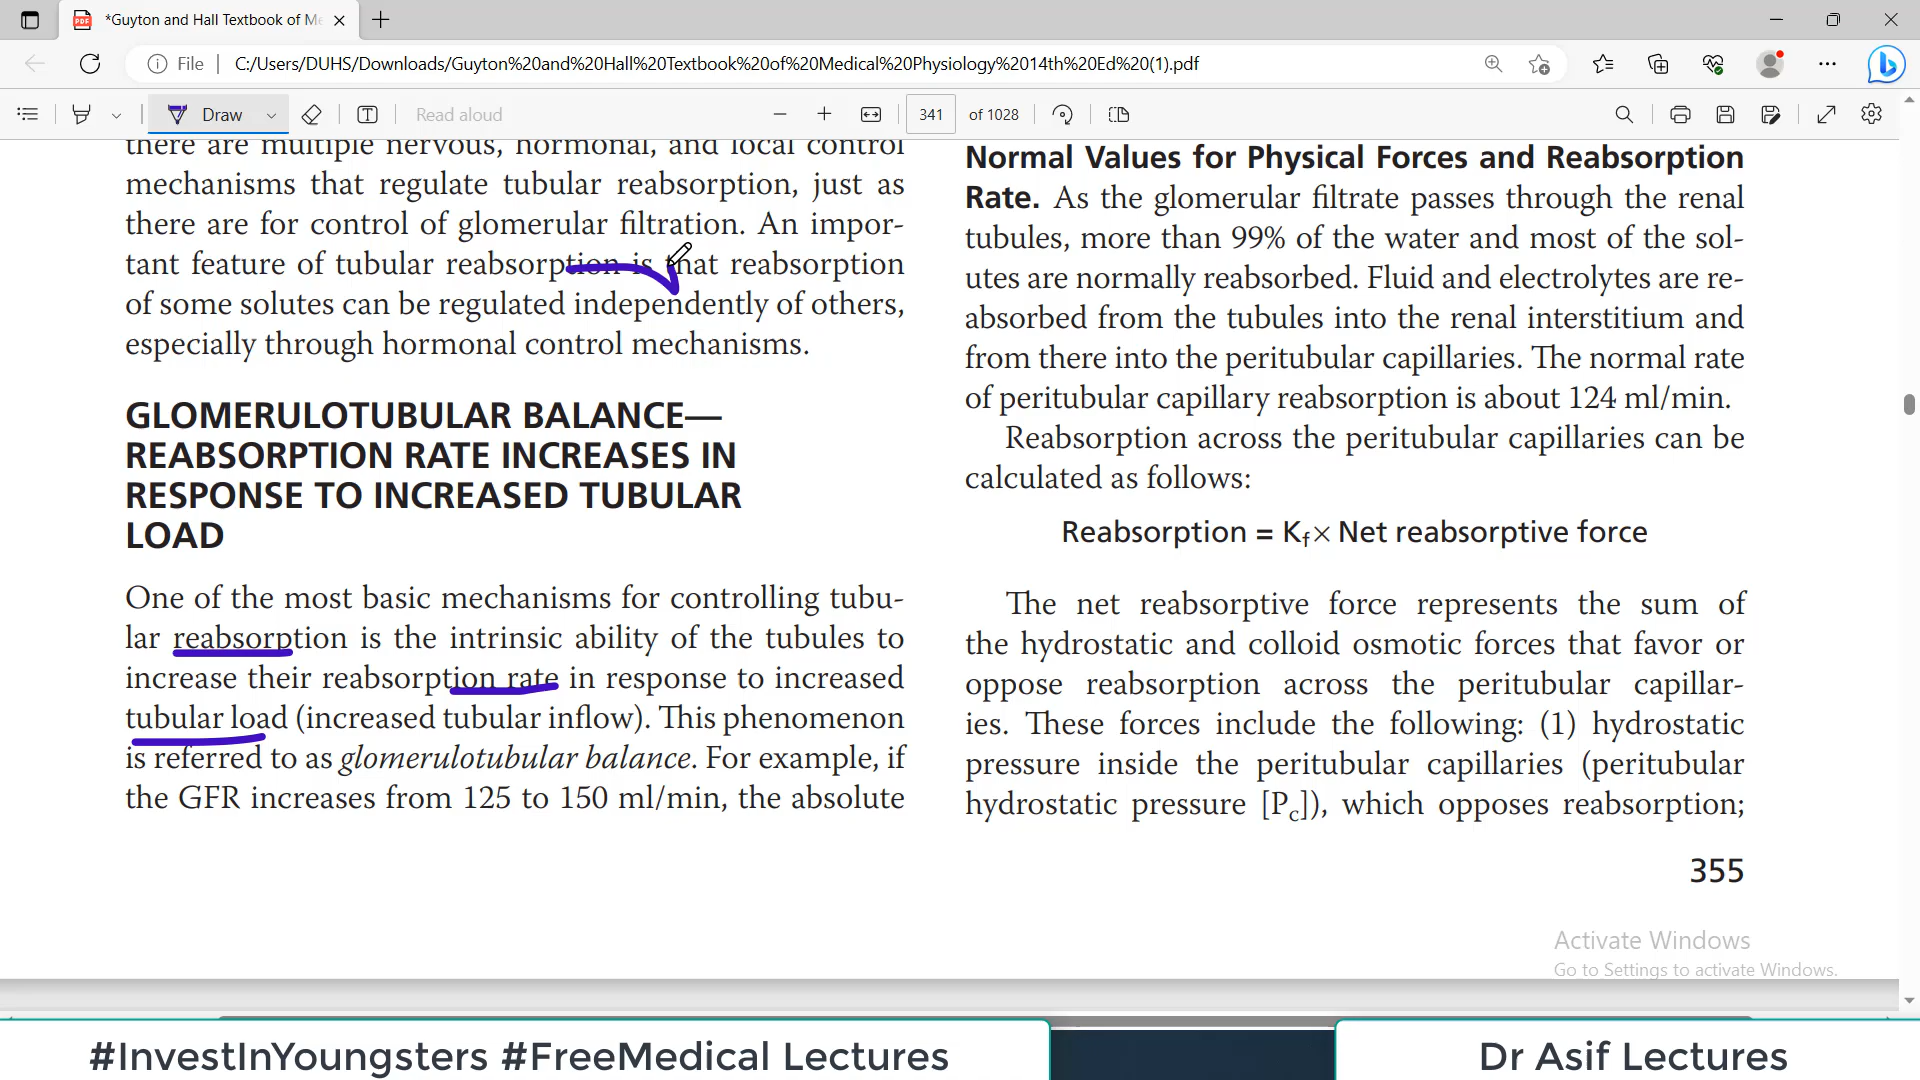 *Guyton and Hall Textbook of Me
File
C:/Users/DUHS/Downloads/Guyton%20and%20Hall%20Textbook%20of%20Medical%20Physiology%2014th%20Ed%20(1).pdf
Draw
Read aloud
341 of 1028
there are multiple nervous, hormonal, and local control
mechanisms that regulate tubular reabsorption, just as
there are for control of glomerular filtration. An impor-
tant feature of tubular reabsorption is that reabsorption
of some solutes can be regulated independently of others,
especially through hormonal control mechanisms.
GLOMERULOTUBULAR BALANCE—
REABSORPTION RATE INCREASES IN
RESPONSE TO INCREASED TUBULAR
LOAD
One of the most basic mechanisms for controlling tubu-
lar reabsorption is the intrinsic ability of the tubules to
increase their reabsorption rate in response to increased
tubular load (increased tubular inflow). This phenomenon
is referred to as glomerulotubular balance. For example, if
the GFR increases from 125 to 150 ml/min, the absolute
Normal Values for Physical Forces and Reabsorption
Rate. As the glomerular filtrate passes through the renal
tubules, more than 99% of the water and most of the sol-
utes are normally reabsorbed. Fluid and electrolytes are re-
absorbed from the tubules into the renal interstitium and
from there into the peritubular capillaries. The normal rate
of peritubular capillary reabsorption is about 124 ml/min.
Reabsorption across the peritubular capillaries can be
calculated as follows:
Reabsorption = Kf× Net reabsorptive force
The net reabsorptive force represents the sum of
the hydrostatic and colloid osmotic forces that favor or
oppose reabsorption across the peritubular capillar-
ies. These forces include the following: (1) hydrostatic
pressure inside the peritubular capillaries (peritubular
hydrostatic pressure [Pc]), which opposes reabsorption;
355
Activate Windows
Go to Settings to activate Windows.
#InvestInYoungsters #FreeMedical Lectures
Dr Asif Lectures